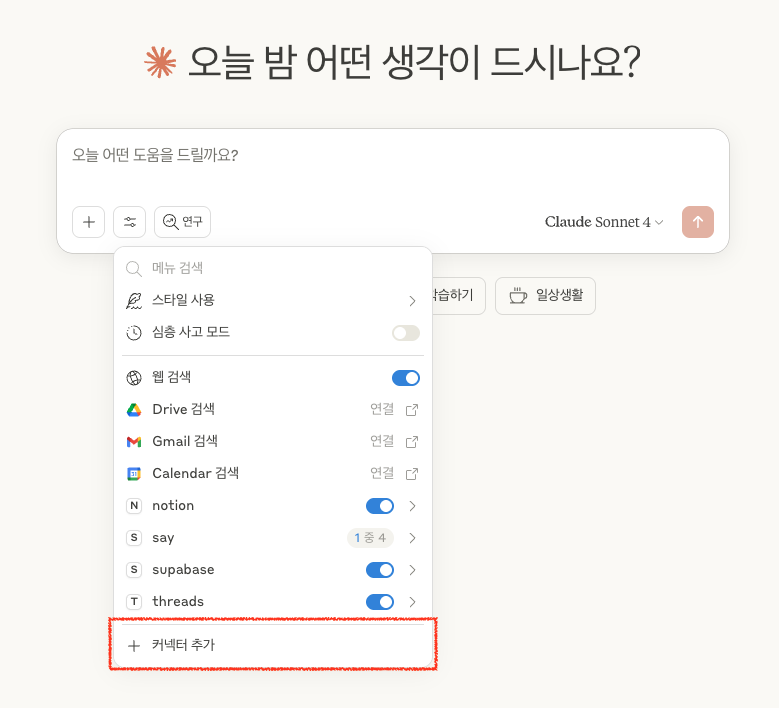 오늘 밤 어떤 생각이 드시나요?
오늘 어떤 도움을 드릴까요?
연구
Claude Sonnet 4
메뉴 검색
스타일 사용
심층 사고 모드
웹 검색
Drive 검색 연결
Gmail 검색 연결
Calendar 검색 연결
N notion
S say 1 중 4
S supabase
T threads
커넥터 추가
일상생활